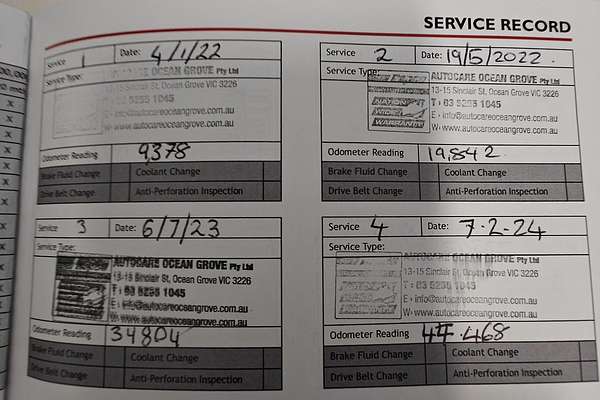 SERVICE RECORD
Service 1 Date: 4/1/22
Service Type:
AUTOCARE OCEAN GROVE Pty Ltd
13-15 Sinclair St, Ocean Grove VIC 3226
T: 03 5255 1045
E: info@autocareoceangrove.com.au
W: www.autocareoceangrove.com.au
Odometer Reading 9,378
Brake Fluid Change Coolant Change
Drive Belt Change Anti-Perforation Inspection
Service 2 Date: 19/5/2022.
Service Type:
AUTOCARE OCEAN GROVE Pty Ltd
13-15 Sinclair St, Ocean Grove VIC 3226
T: 03 5255 1045
NATION
E: info@autocareoceangrove.com.au
WARRANTY
W: www.autocareoceangrove.com.au
Odometer Reading 19,842.
Brake Fluid Change Coolant Change
Drive Belt Change Anti-Perforation Inspection
Service 3 Date: 6/7/23
Service Type:
AUTOCARE OCEAN GROVE Pty Ltd
13-15 Sinclair St, Ocean Grove VIC 3226
T: 03 5255 1045
E: info@autocareoceangrove.com.au
W: www.autocareoceangrove.com.au
Odometer Reading 34804
Brake Fluid Change Coolant Change
Drive Belt Change Anti-Perforation Inspection
Service 4 Date: 7-2-24
Service Type:
AUTOCARE OCEAN GROVE Pty Ltd
13-15 Sinclair St, Ocean Grove VIC 3226
T: 03 5255 1045
E: info@autocareoceangrove.com.au
W: www.autocareoceangrove.com.au
Odometer Reading 44.468
Brake Fluid Change Coolant Change
Drive Belt Change Anti-Perforation Inspection